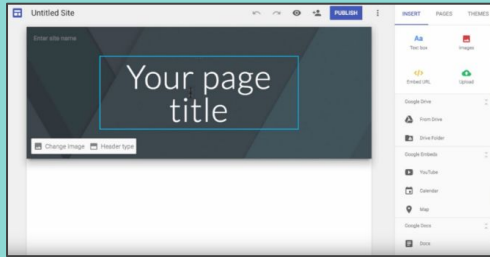 Untitled Site
PUBLISH
INSERT PAGES THEMES
Enter site name
Your page
title
Change Image Header type
Aa
Text box Images
Embed URL Upload
Google Drive
From Drive
Drive Folder
Google Embeds
YouTube
Calendar
Map
Google Docs
Docs